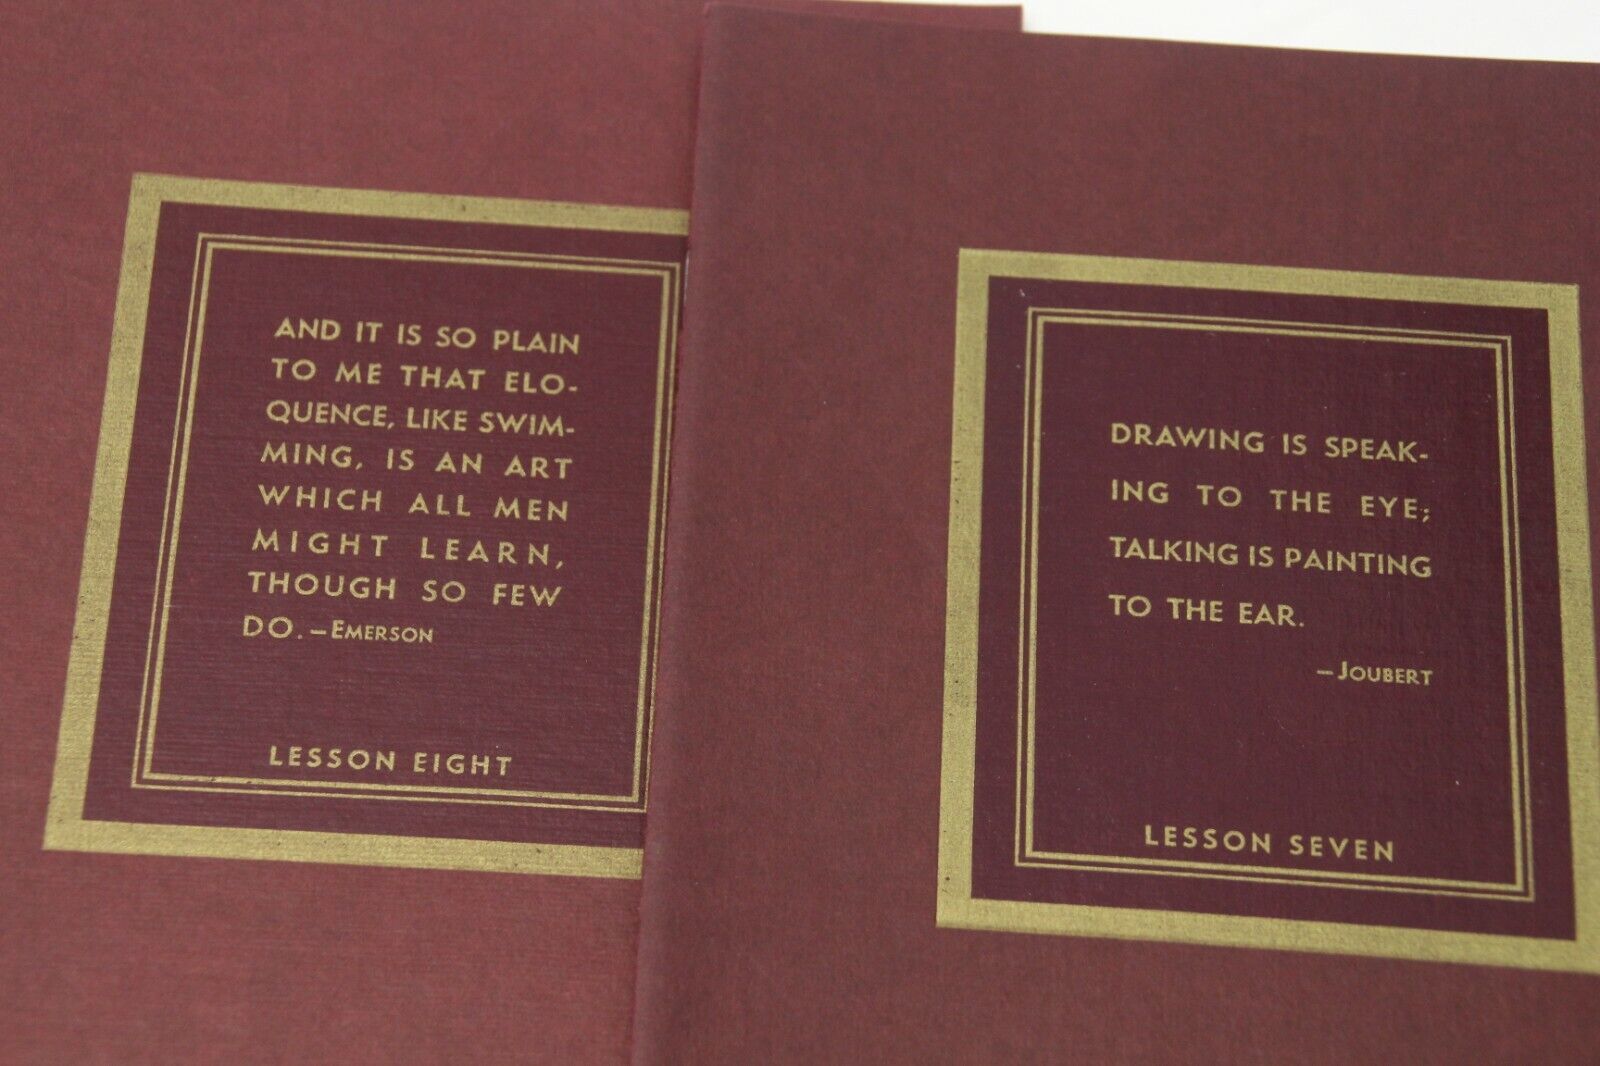 AND IT IS SO PLAIN
TO ME THAT ELO-
QUENCE, LIKE SWIM-
MING, IS AN ART
WHICH ALL MEN
MIGHT LEARN,
THOUGH SO FEW
DO. —EMERSON
LESSON EIGHT
DRAWING IS SPEAK-
ING TO THE EYE;
TALKING IS PAINTING
TO THE EAR.
—JOUBERT
LESSON SEVEN